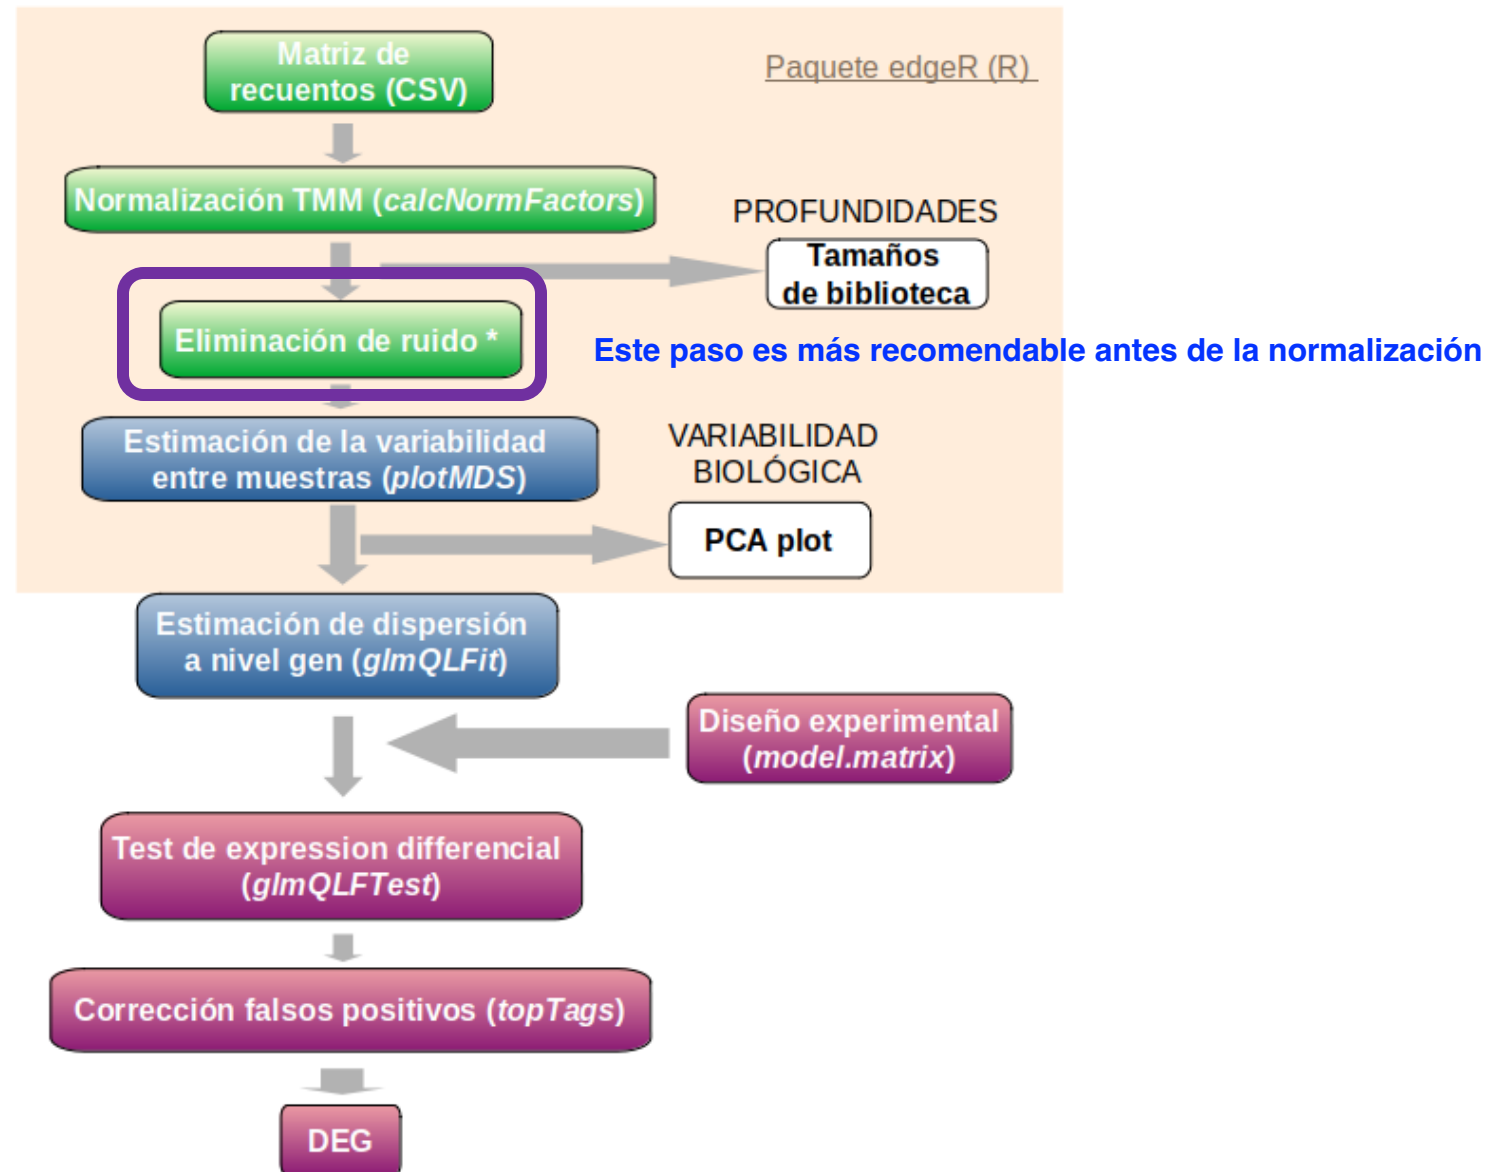 Matriz de
recuentos (CSV)
Paquete edgeR (R)
Normalización TMM (calcNormFactors)
PROFUNDIDADES
Tamaños
de biblioteca
Eliminación de ruido *
Este paso es más recomendable antes de la normalización
Estimación de la variabilidad
entre muestras (plotMDS)
VARIABILIDAD
BIOLÓGICA
PCA plot
Estimación de dispersión
a nivel gen (glmQLFit)
Diseño experimental
(model.matrix)
Test de expression differencial
(glmQLFTest)
Corrección falsos positivos (topTags)
DEG